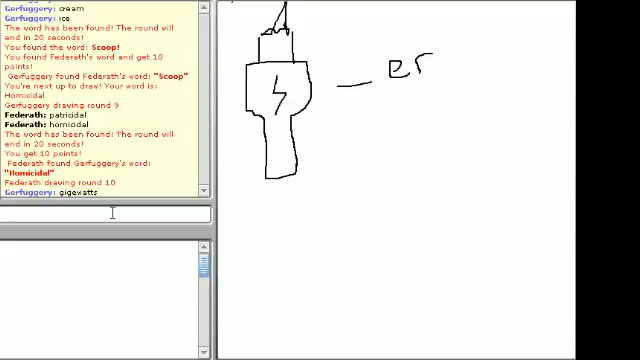 Gerfuggery: cream
Gerfuggery: ice
The word has been found! The round will
end in 20 seconds!
You found the word: Scoop!
You found Federath's word and get 10
points!
Gerfuggery found Federath's word: "Scoop"
You're next up to draw! Your word is:
Homicidal
Gerfuggery drawing round 9
Federath: patricidal
Federath: homicidal
The word has been found! The round will
end in 20 seconds!
You get 10 points!
Federath found Gerfuggery's word:
"Homicidal"
Federath drawing round 10
Gerfuggery: gigewatts
er